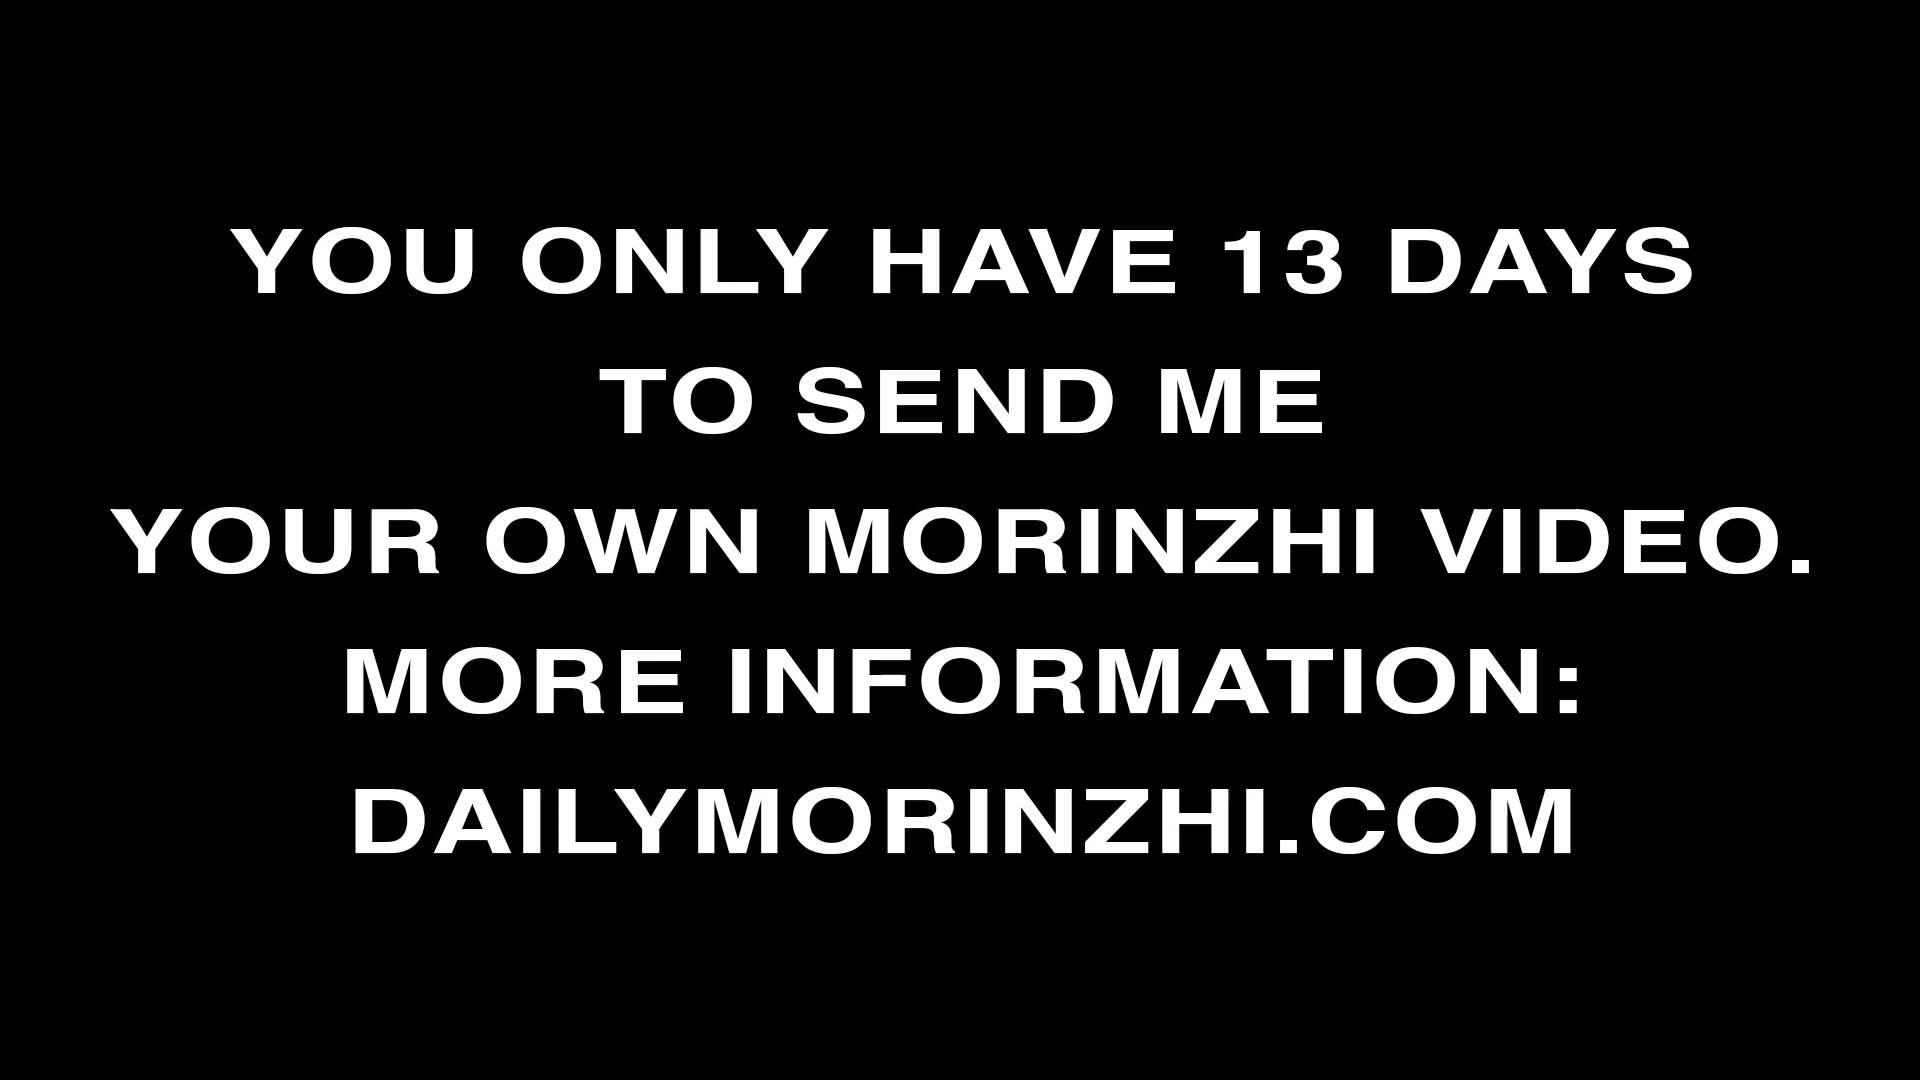 YOU ONLY HAVE 13 DAYS
TO SEND ME
YOUR OWN MORINZHI VIDEO.
MORE INFORMATION:
DAILYMORINZHI.COM